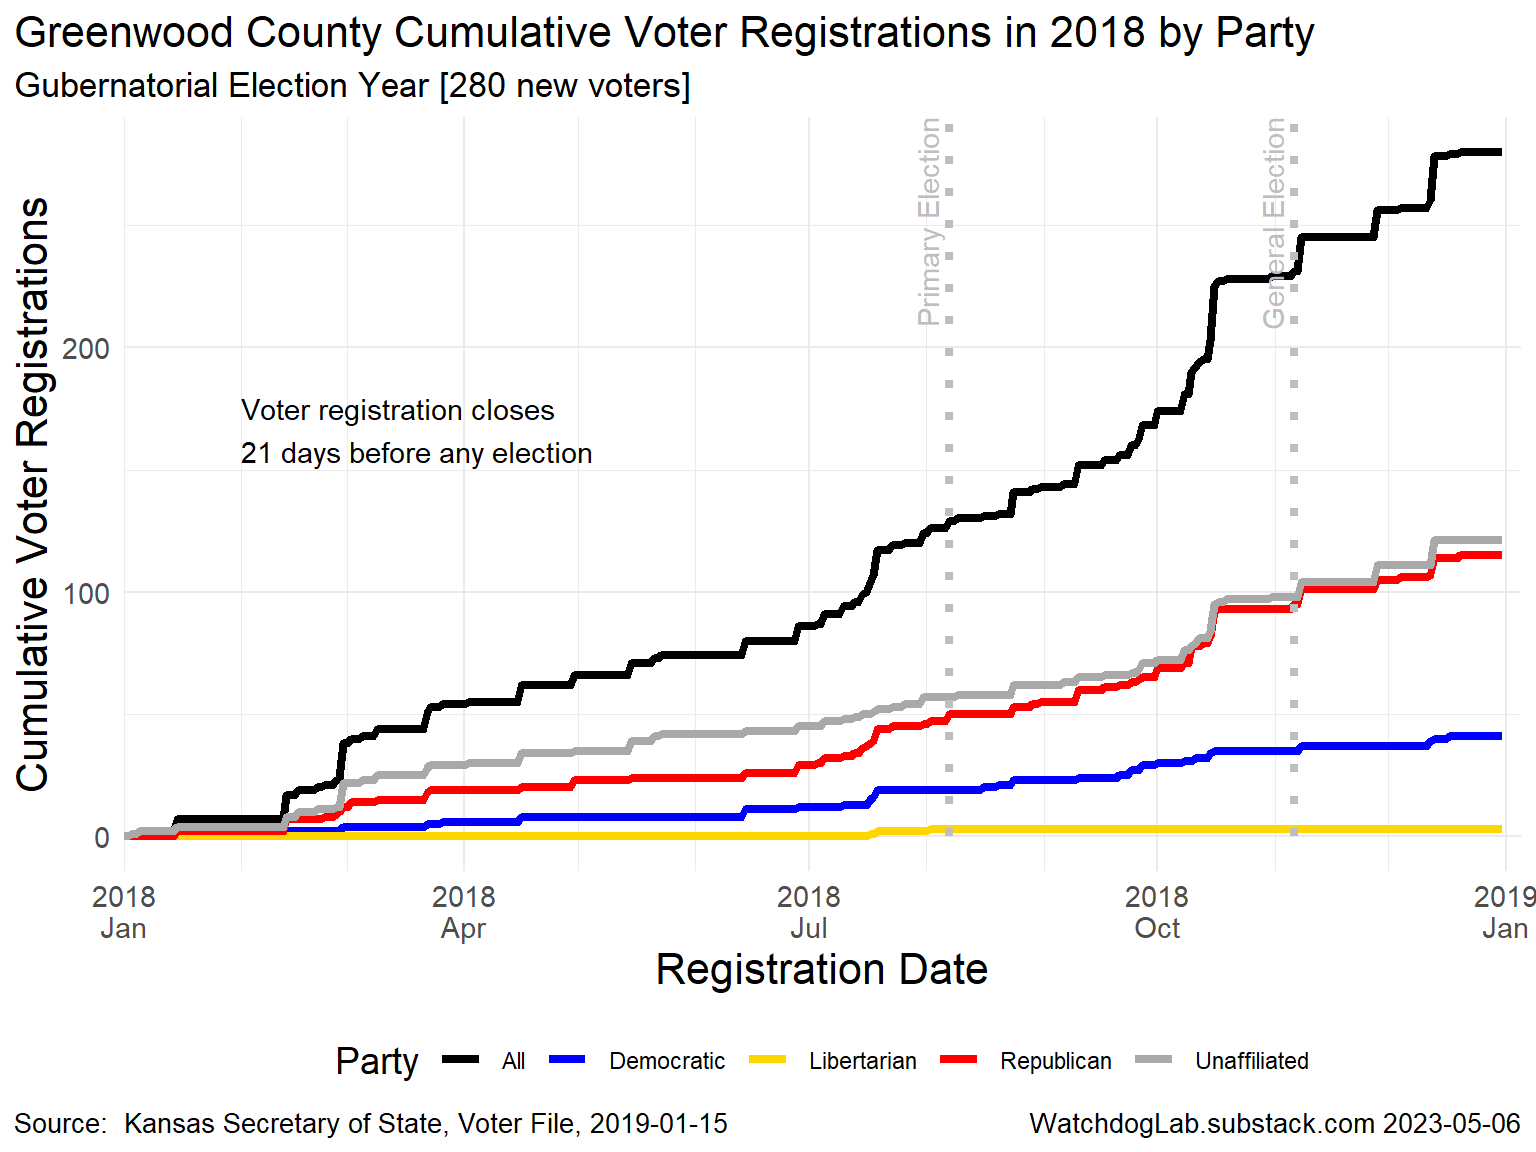 Greenwood County Cumulative Voter Registrations in 2018 by Party
Gubernatorial Election Year [280 new voters]
Cumulative Voter Registrations
200
100
0
Primary Election
General Election
Voter registration closes
21 days before any election
2018 2018 2018 2018 2019
Jan Apr Jul Oct Jan
Registration Date
Party All Democratic Libertarian Republican Unaffiliated
Source:  Kansas Secretary of State, Voter File, 2019-01-15
WatchdogLab.substack.com 2023-05-06